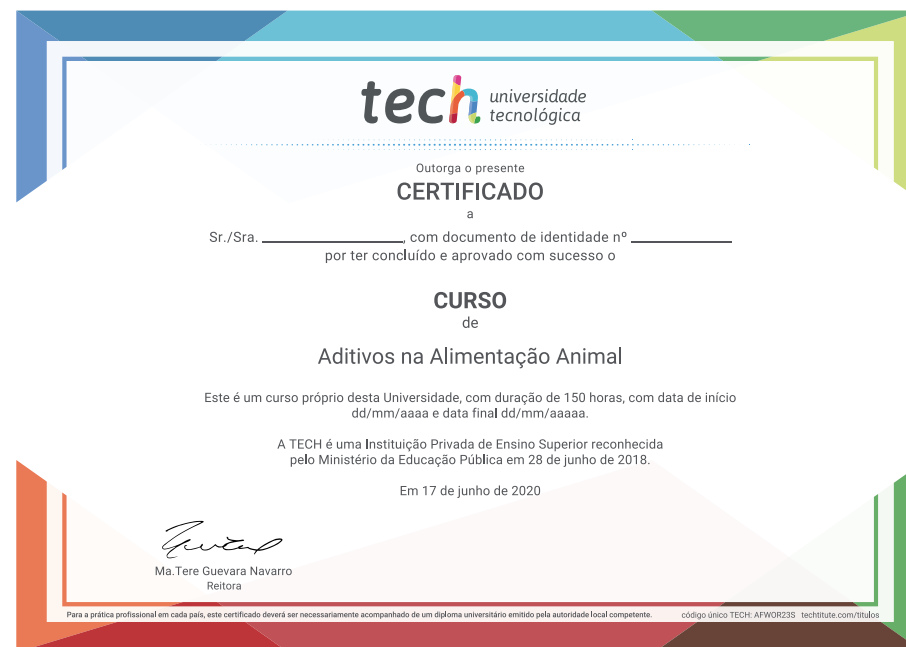 tech universidade
tecnológica
Outorga o presente
CERTIFICADO
a
Sr./Sra. ____________, com documento de identidade nº ____________
por ter concluído e aprovado com sucesso o
CURSO
de
Aditivos na Alimentação Animal
Este é um curso próprio desta Universidade, com duração de 150 horas, com data de início
dd/mm/aaaa e data final dd/mm/aaaaa.
A TECH é uma Instituição Privada de Ensino Superior reconhecida
pelo Ministério da Educação Pública em 28 de junho de 2018.
Em 17 de junho de 2020
Ma.Tere Guevara Navarro
Reitora
Para a prática profissional em cada país, este certificado deverá ser necessariamente acompanhado de um diploma universitário emitido pela autoridade local competente. código único TECH: AFWOR23S techtitute.com/titulos